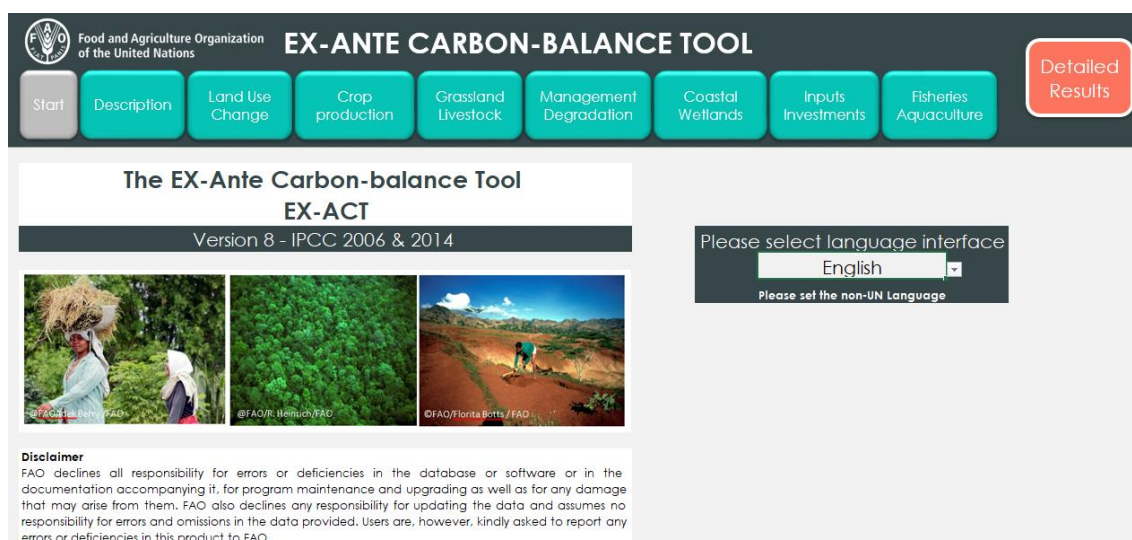 Food and Agriculture Organization
of the United Nations
EX-ANTE CARBON-BALANCE TOOL
Detailed
Results
Start
Description
Land Use
Change
Crop
production
Grassland
Livestock
Management
Degradation
Coastal
Wetlands
Inputs
Investments
Fisheries
Aquaculture
The EX-Ante Carbon-balance Tool
EX-ACT
Version 8 - IPCC 2006 & 2014
Please select language interface
English
Please set the non-UN Language
@FAO/R. Heinrich/FAO
©FAO/Florita Botts / FAO
Disclaimer
FAO declines all responsibility for errors or deficiencies in the database or software or in the
documentation accompanying it, for program maintenance and upgrading as well as for any damage
that may arise from them. FAO also declines any responsibility for updating the data and assumes no
responsibility for errors and omissions in the data provided. Users are, however, kindly asked to report any
errors or deficiencies in this product to FAO.